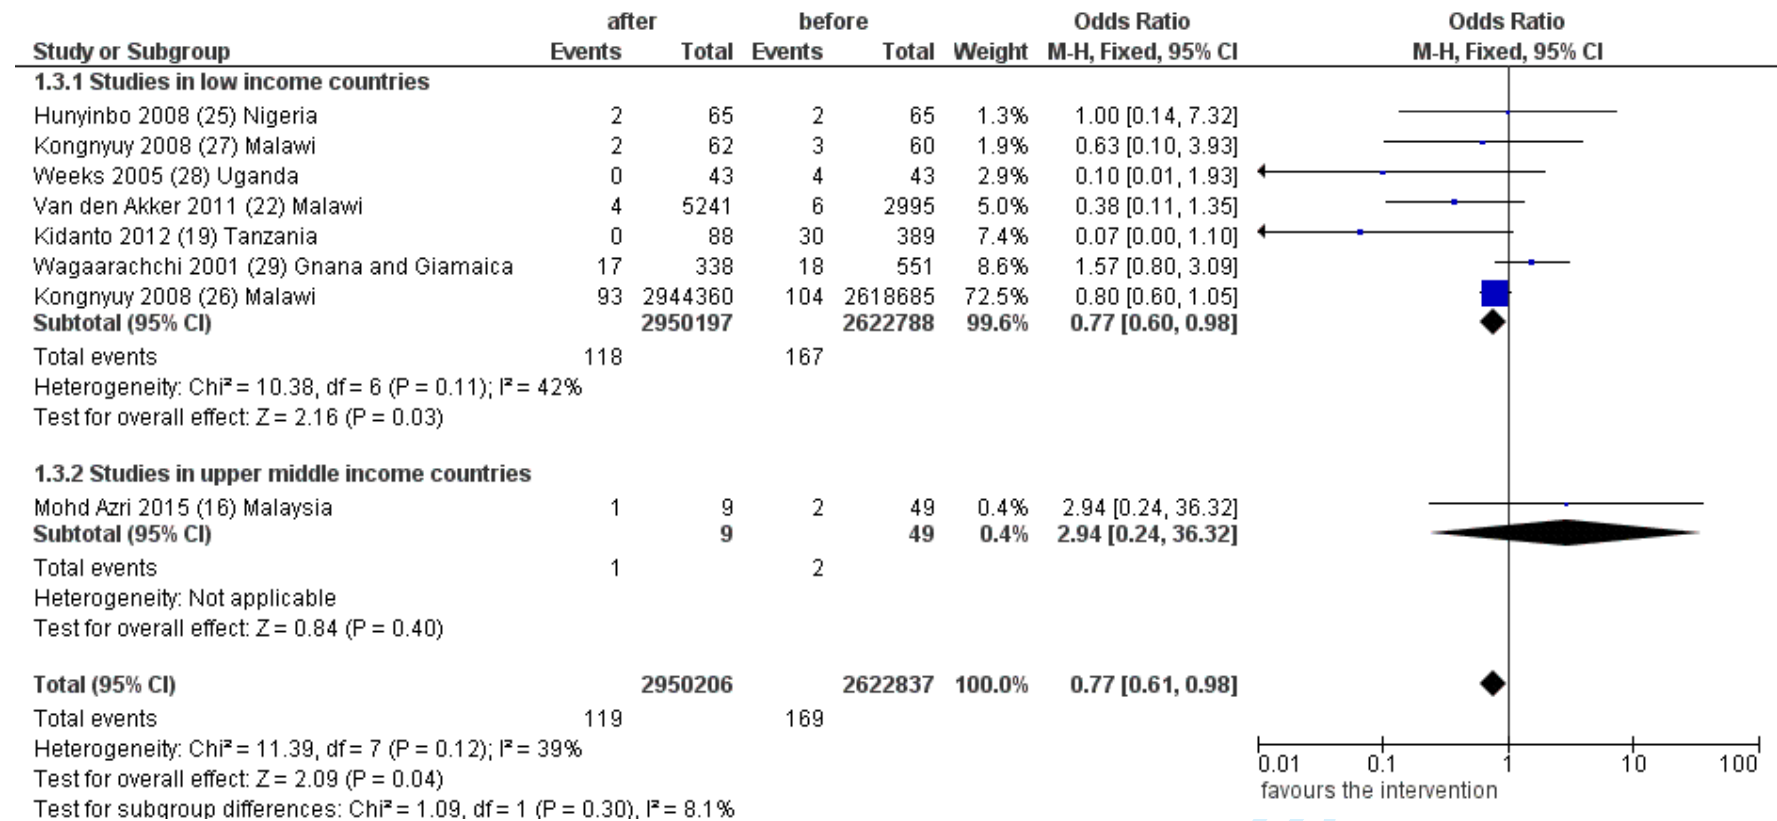 after before Odds Ratio Odds Ratio
Study or Subgroup Events Total Events Total Weight M-H, Fixed, 95% CI M-H, Fixed, 95% CI
1.3.1 Studies in low income countries
Hunyinbo 2008 (25) Nigeria 2 65 2 65 1.3% 1.00 [0.14, 7.32]
Kongnyuy 2008 (27) Malawi 2 62 3 60 1.9% 0.63 [0.10, 3.93]
Weeks 2005 (28) Uganda 0 43 4 43 2.9% 0.10 [0.01, 1.93]
Van den Akker 2011 (22) Malawi 4 5241 6 2995 5.0% 0.38 [0.11, 1.35]
Kidanto 2012 (19) Tanzania 0 88 30 389 7.4% 0.07 [0.00, 1.10]
Wagaarachchi 2001 (29) Gnana and Giamaica 17 338 18 551 8.6% 1.57 [0.80, 3.09]
Kongnyuy 2008 (26) Malawi 93 2944360 104 2618685 72.5% 0.80 [0.60, 1.05]
Subtotal (95% CI) 2950197 2622788 99.6% 0.77 [0.60, 0.98]
Total events 118 167
Heterogeneity: Chi² = 10.38, df = 6 (P = 0.11); I² = 42%
Test for overall effect: Z = 2.16 (P = 0.03)
1.3.2 Studies in upper middle income countries
Mohd Azri 2015 (16) Malaysia 1 9 2 49 0.4% 2.94 [0.24, 36.32]
Subtotal (95% CI) 9 49 0.4% 2.94 [0.24, 36.32]
Total events 1 2
Heterogeneity: Not applicable
Test for overall effect: Z = 0.84 (P = 0.40)
Total (95% CI) 2950206 2622837 100.0% 0.77 [0.61, 0.98]
Total events 119 169
Heterogeneity: Chi² = 11.39, df = 7 (P = 0.12); I² = 39%
Test for overall effect: Z = 2.09 (P = 0.04)
Test for subgroup differences: Chi² = 1.09, df = 1 (P = 0.30), I² = 8.1%
0.01 0.1 1 10 100
favours the intervention